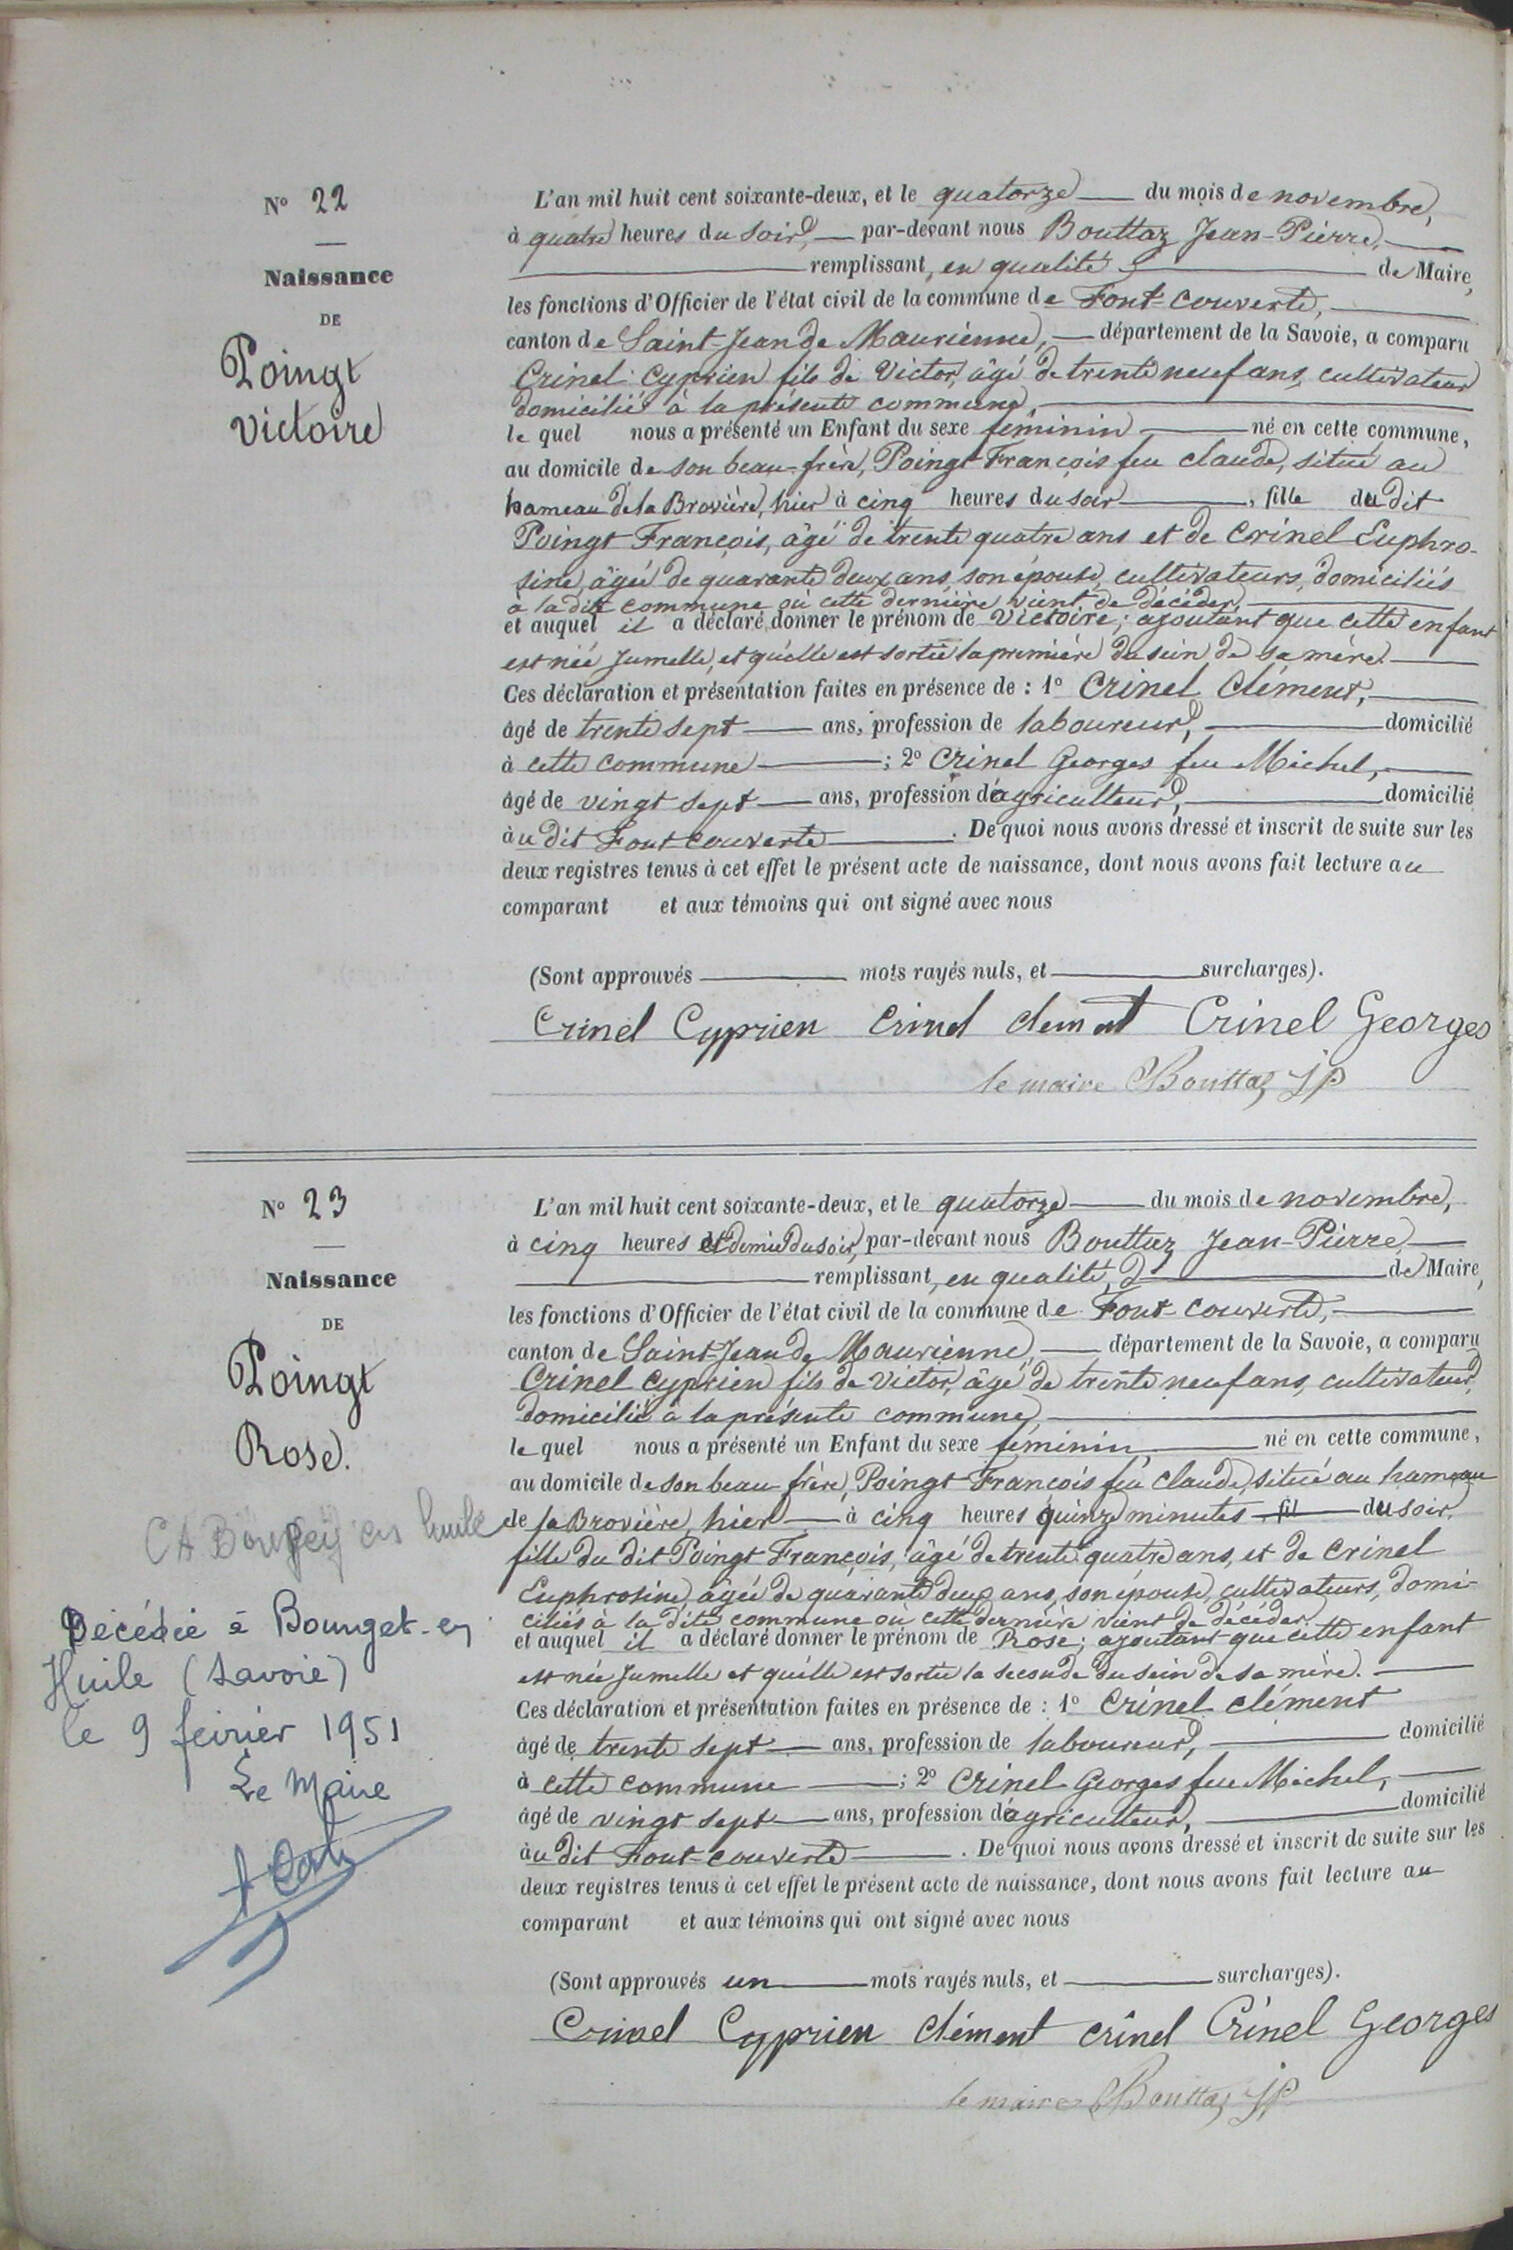 N° 22
Naissance
DE
Poingt
Victoire
L'an mil huit cent soixante-deux, et le quatorze du mois de novembre,
à quatre heures du soir, par-devant nous Bouttaz Jean-Pierre,
remplissant, en qualité de Maire,
les fonctions d'Officier de l'état civil de la commune de Font-couverte,
canton de Saint-Jean de Maurienne, département de la Savoie, a comparu
Crinel Cyprien fils de Victor, âgé de trente neuf ans, cultivateur
domicilié à la présente commune,
le quel nous a présenté un Enfant du sexe féminin né en cette commune,
au domicile de son beau-frère, Poingt François feu claude, situé au
hameau de la Brovière, hier à cinq heures du soir, fille du dit
Poingt François, âgé de trente quatre ans et de Crinel Euphro-
sine, âgée de quarante deux ans, son épouse, cultivateurs, domiciliés
à la dite commune où cette dernière vient de décéder,
et auquel il a déclaré donner le prénom de Victoire; ajoutant que cette enfant
est née Jumelle, et qu'elle est sortie la première du sein de sa mère.
Ces déclaration et présentation faites en présence de : 1° Crinel Clément,
âgé de trente sept ans, profession de laboureur, domicilié
à cette commune ; 2° Crinel Georges feu Michel,
âgé de vingt sept ans, profession d'agriculteur, domicilié
au dit Font-couverte. De quoi nous avons dressé et inscrit de suite sur les
deux registres tenus à cet effet le présent acte de naissance, dont nous avons fait lecture au
comparant et aux témoins qui ont signé avec nous
(Sont approuvés mots rayés nuls, et surcharges).
Crinel Cyprien Crinel clement Crinel Georges
le maire Bouttaz JP
N° 23
Naissance
DE
Poingt
Rose.
en huile
Décédée à Bourget-en
Huile (Savoie)
le 9 février 1951
Le Maire
L'an mil huit cent soixante-deux, et le quatorze du mois de novembre,
à cinq heures et demie du soir, par-devant nous Bouttaz Jean-Pierre
remplissant, en qualité, de Maire,
les fonctions d'Officier de l'état civil de la commune de Font-couverte,
canton de Saint-Jean de Maurienne, département de la Savoie, a comparu
Crinel Cyprien fils de Victor, âgé de trente neuf ans, cultivateur,
domicilié à la présente commune,
le quel nous a présenté un Enfant du sexe féminin né en cette commune,
au domicile de son beau frère, Poingt François feu claude, situé au hameau
de la Brovière, hier à cinq heures quinze minutes fil du soir,
fille du dit Poingt François, âgé de trente quatre ans, et de Crinel
Euphrosine, âgée de quarante deux ans, son épouse, cultivateurs, domi-
ciliés à la dite commune où cette dernière vient de décéder,
et auquel il a déclaré donner le prénom de Rose; ajoutant que cette enfant
est née Jumelle et qu'elle est sortie la seconde du sein de sa mère.
Ces déclaration et présentation faites en présence de : 1° Crinel clément
âgé de trente sept ans, profession de laboureur, domicilié
à cette commune ; 2° Crinel Georges feu Michel,
âgé de vingt sept ans, profession d'agriculteur, domicilié
au dit Font-couverte. De quoi nous avons dressé et inscrit de suite sur les
deux registres tenus à cet effet le présent acte de naissance, dont nous avons fait lecture au
comparant et aux témoins qui ont signé avec nous
(Sont approuvés un mots rayés nuls, et surcharges).
Crinel Cyprien clément crinel Crinel Georges
le maire Bouttaz JP